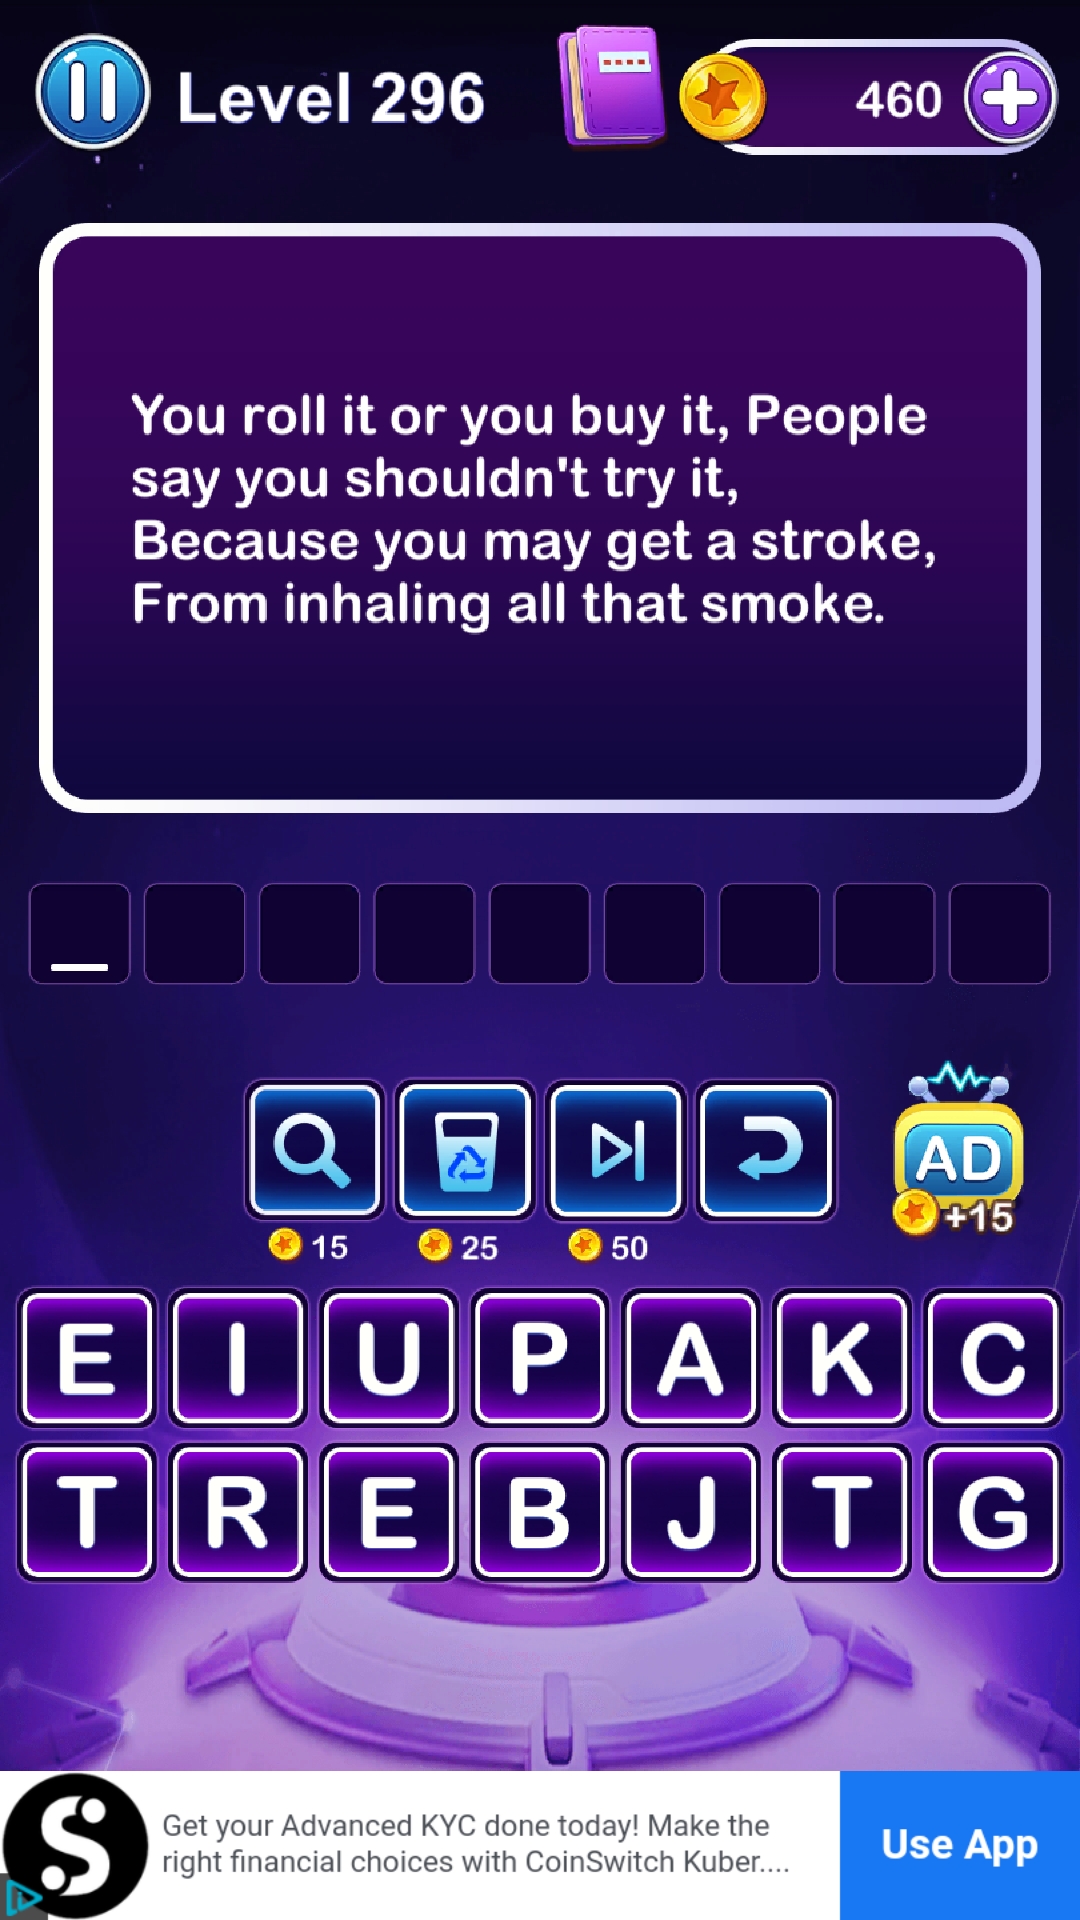 Level 296
460
You roll it or you buy it, People
say you shouldn't try it,
Because you may get a stroke,
From inhaling all that smoke.
AD
+15
15 25 50
E I U P A K C
T R E B J T G
Get your Advanced KYC done today! Make the
right financial choices with CoinSwitch Kuber....
Use App